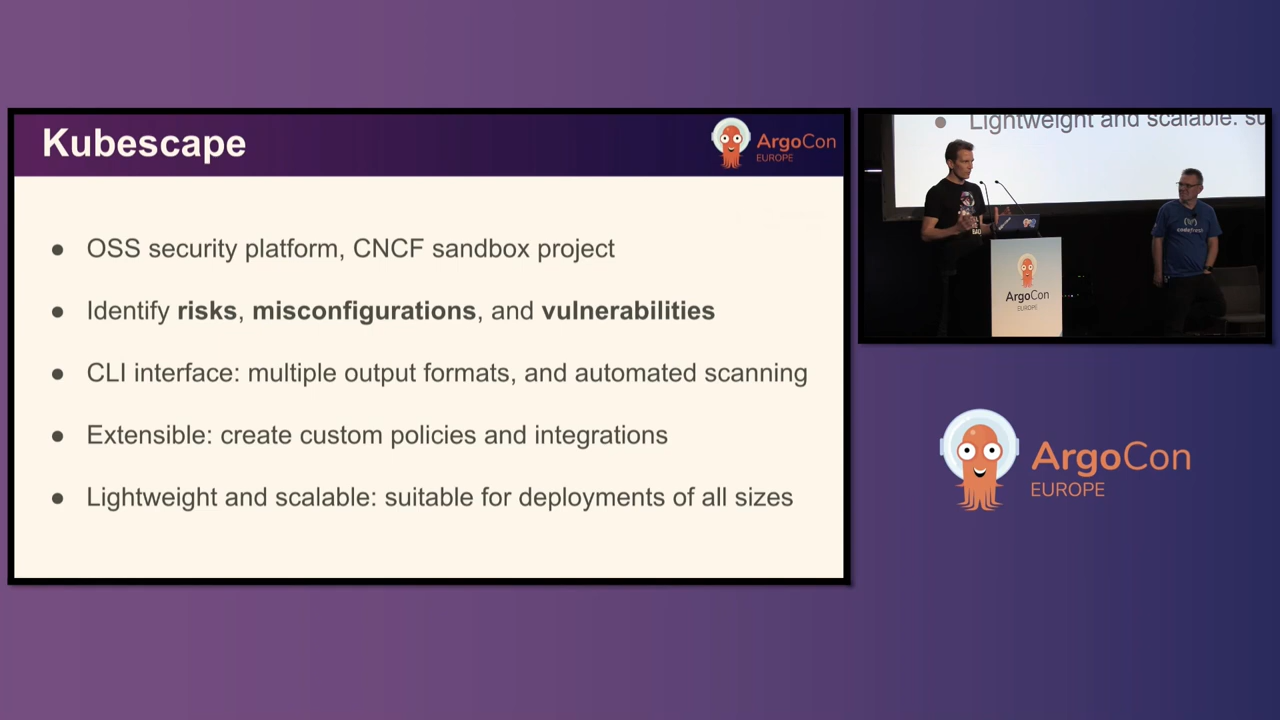 Kubescape
ArgoCon
EUROPE
● OSS security platform, CNCF sandbox project
● Identify risks, misconfigurations, and vulnerabilities
● CLI interface: multiple output formats, and automated scanning
● Extensible: create custom policies and integrations
● Lightweight and scalable: suitable for deployments of all sizes
● Lightweight and scalable: su
codefresh
ArgoCon
EUROPE
ArgoCon
EUROPE